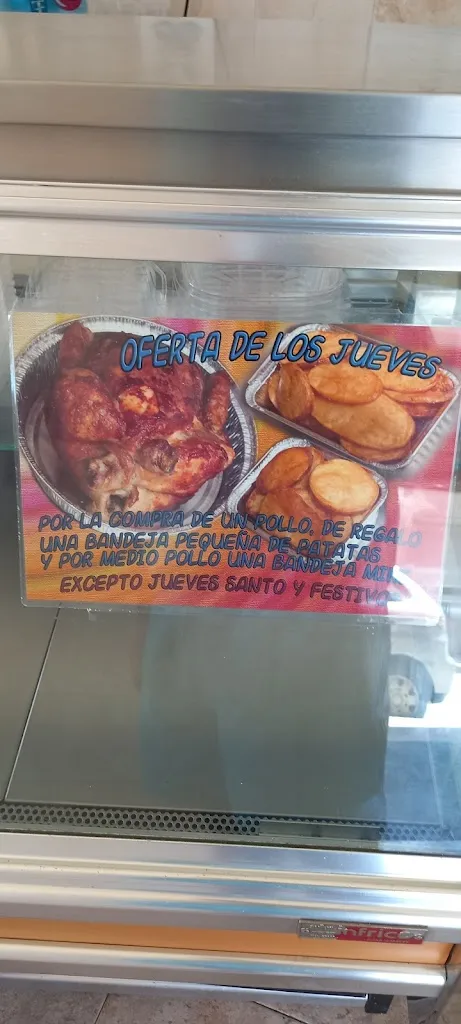 OFERTA DE LOS JUEVES
POR LA COMPRA DE UN POLLO, DE REGALO
UNA BANDEJA PEQUEÑA DE PATATAS
Y POR MEDIO POLLO UNA BANDEJA MINI
EXCEPTO JUEVES SANTO Y FESTIVOS